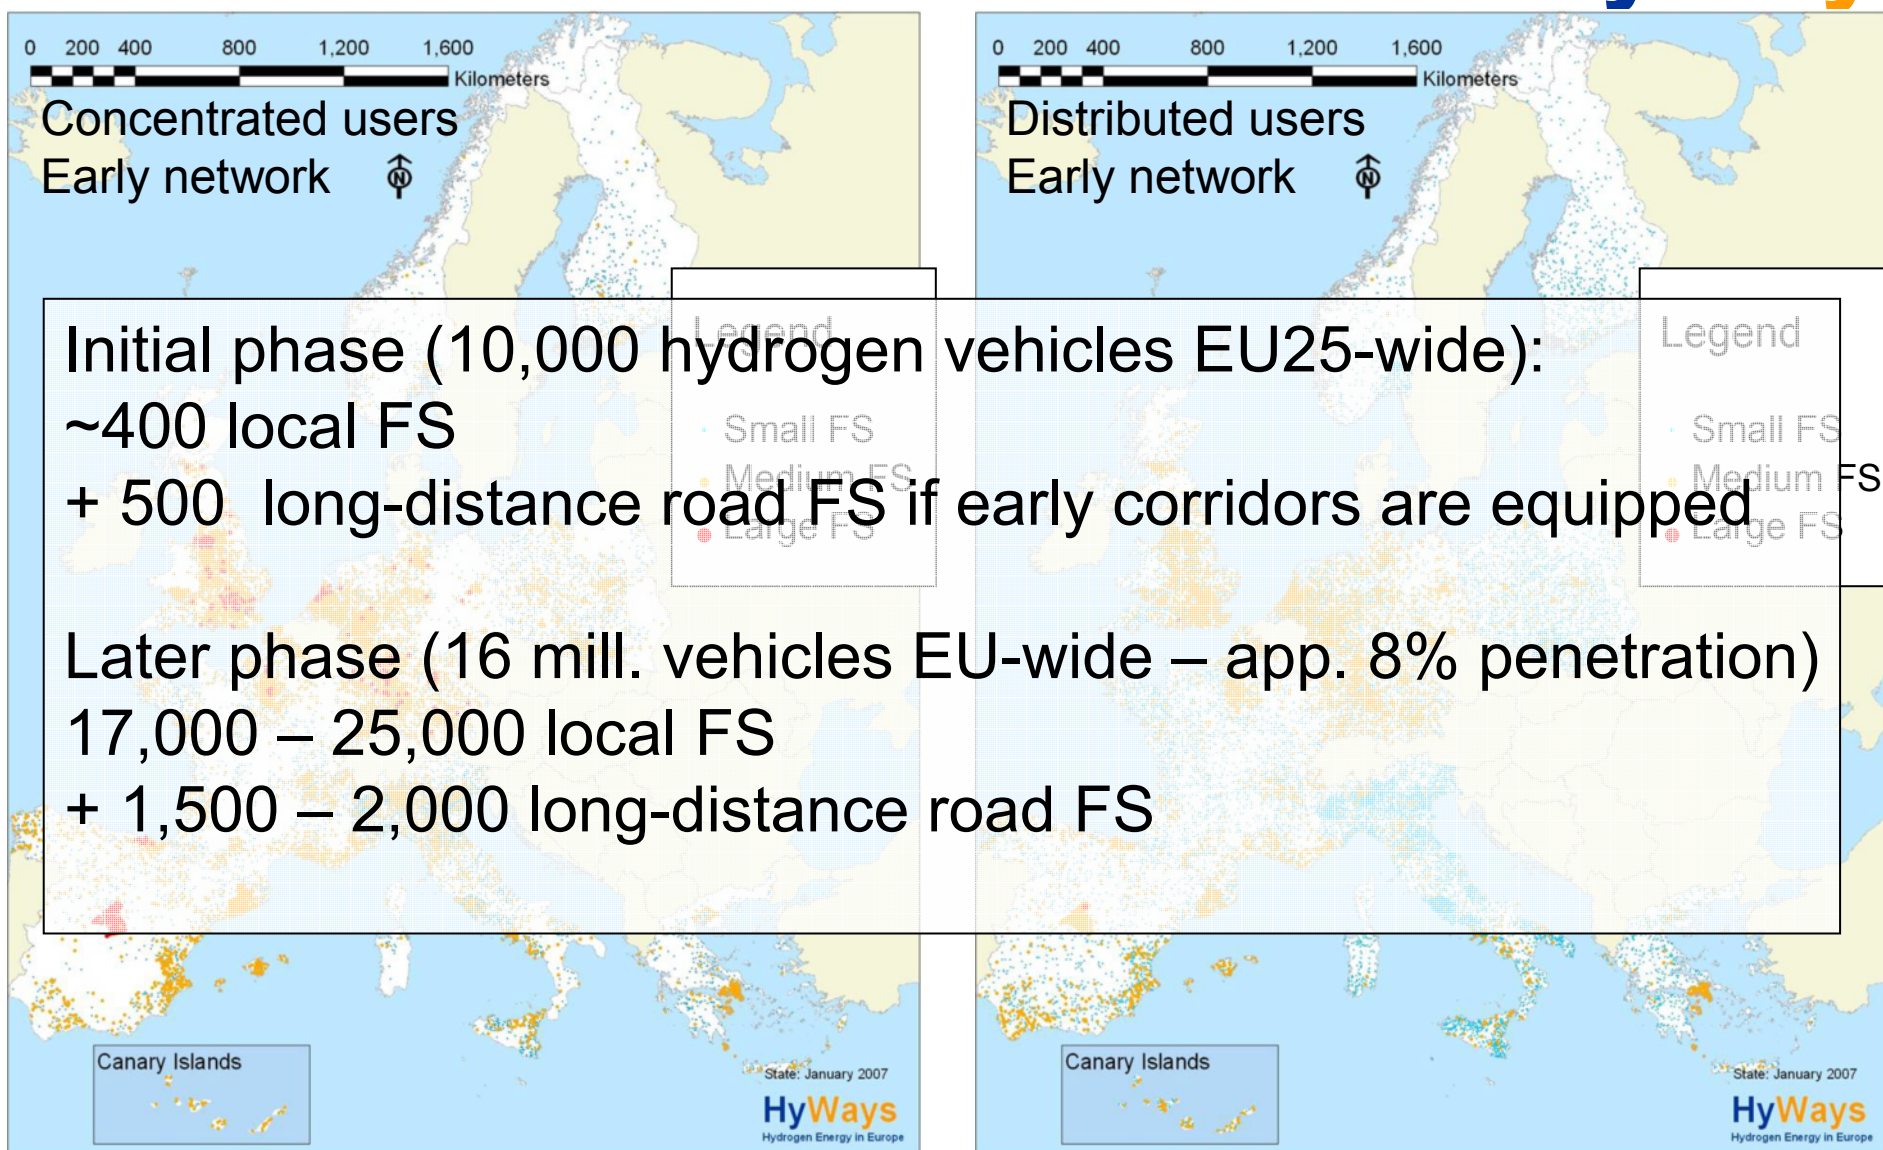 0 200 400 800 1,200 1,600
Kilometers
Concentrated users
Early network
N
0 200 400 800 1,200 1,600
Kilometers
Distributed users
Early network
N
Initial phase (10,000 hydrogen vehicles EU25-wide):
~400 local FS
+ 500 long-distance road FS if early corridors are equipped
Later phase (16 mill. vehicles EU-wide – app. 8% penetration)
17,000 – 25,000 local FS
+ 1,500 – 2,000 long-distance road FS
Legend
Small FS
Medium FS
Large FS
Legend
Small FS
Medium FS
Large FS
Canary Islands
State: January 2007
HyWays
Hydrogen Energy in Europe
Canary Islands
State: January 2007
HyWays
Hydrogen Energy in Europe